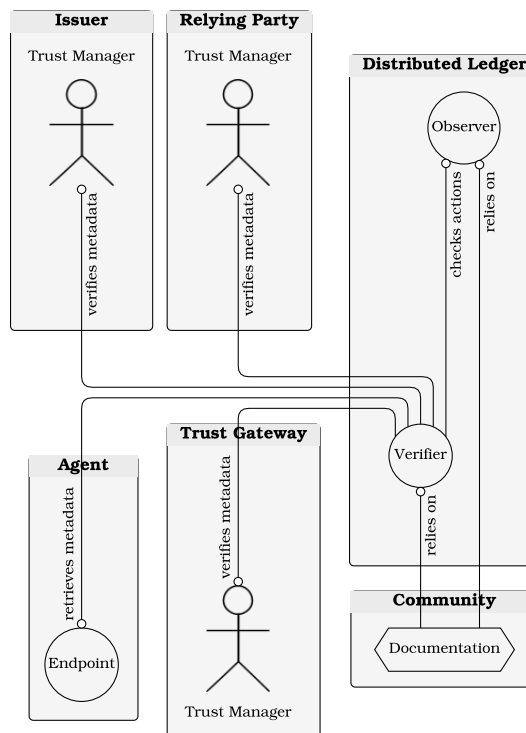 Issuer
Trust Manager
verifies metadata
Relying Party
Trust Manager
verifies metadata
Distributed Ledger
Observer
checks actions
relies on
Verifier
relies on
Agent
retrieves metadata
Endpoint
Trust Gateway
verifies metadata
Trust Manager
Community
Documentation